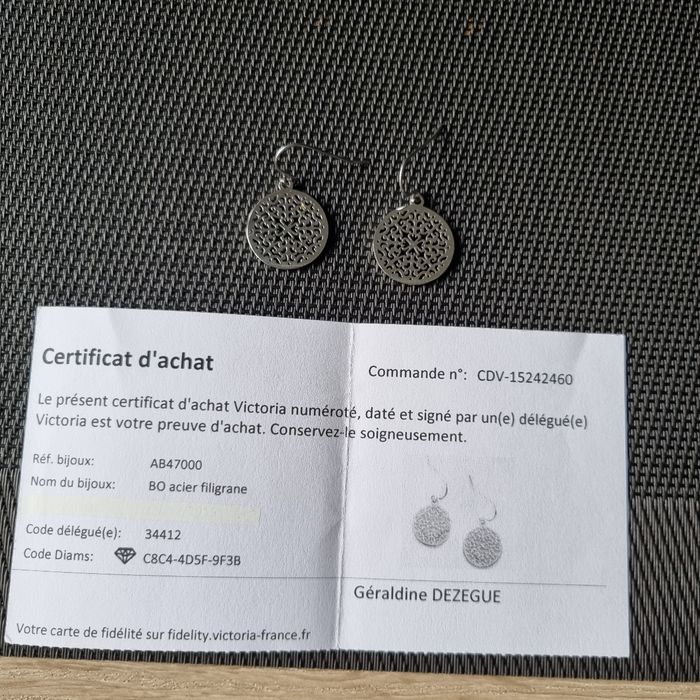 Certificat d'achat
Commande n°: CDV-15242460
Le présent certificat d'achat Victoria numéroté, daté et signé par un(e) délégué(e)
Victoria est votre preuve d'achat. Conservez-le soigneusement.
Réf. bijoux: AB47000
Nom du bijoux: BO acier filigrane
Code délégué(e): 34412
Code Diams: C8C4-4D5F-9F3B
Géraldine DEZEGUE
Votre carte de fidélité sur fidelity.victoria-france.fr